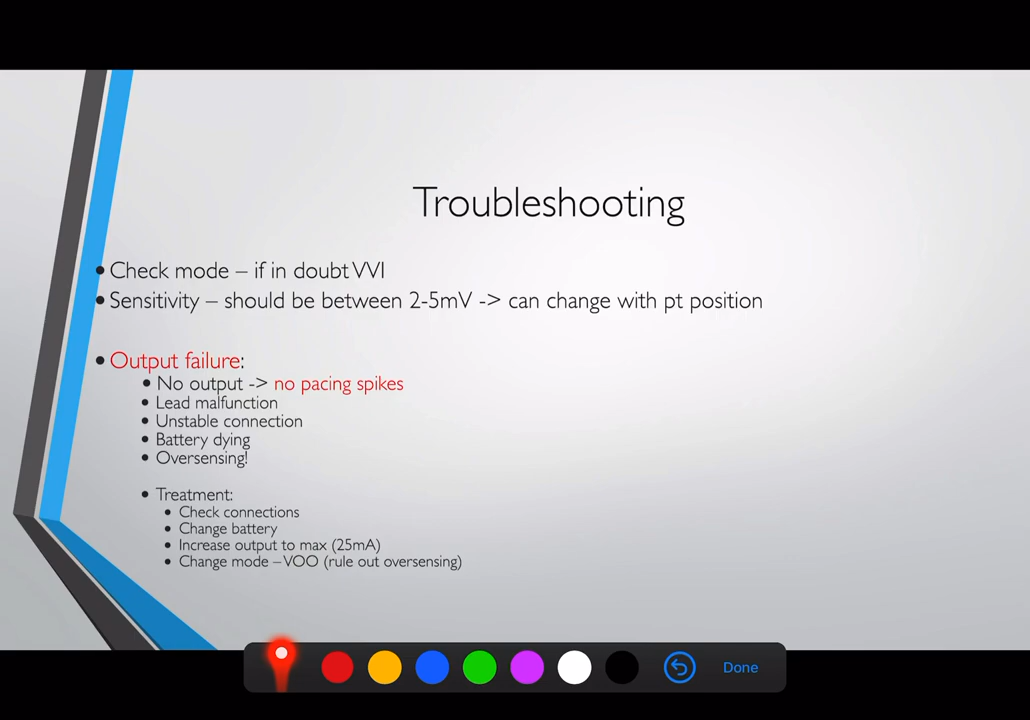 Troubleshooting
• Check mode – if in doubt VVI
• Sensitivity – should be between 2-5mV -> can change with pt position
• Output failure:
• No output -> no pacing spikes
• Lead malfunction
• Unstable connection
• Battery dying
• Oversensing!
• Treatment:
• Check connections
• Change battery
• Increase output to max (25mA)
• Change mode – VOO (rule out oversensing)
Done